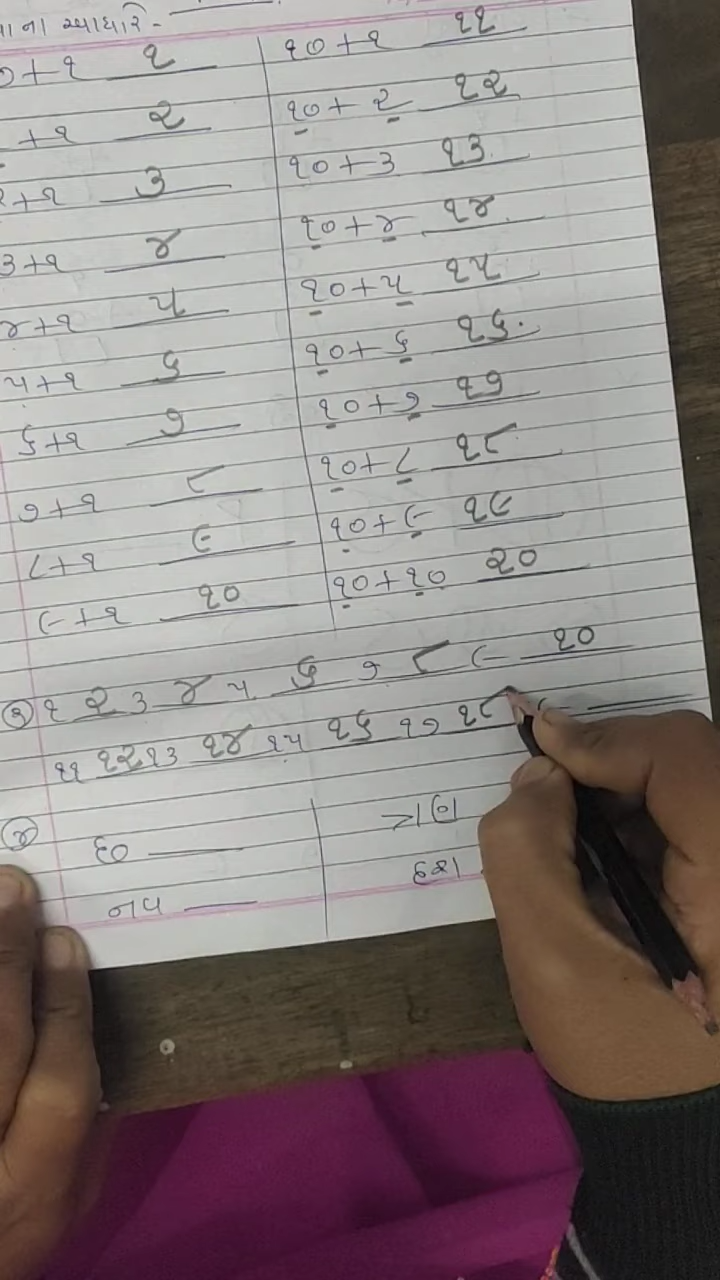 ૦+૧ ૧ ૧૦+૧ ૧૧
૧+૧ ૨ ૧૦+૨ ૧૨
૨+૧ ૩ ૧૦+૩ ૧૩
૩+૧ ૪ ૧૦+૪ ૧૪
૪+૧ ૫ ૧૦+૫ ૧૫
૫+૧ ૬ ૧૦+૬ ૧૬
૬+૧ ૭ ૧૦+૭ ૧૭
૭+૧ ૮ ૧૦+૮ ૧૮
૮+૧ ૯ ૧૦+૯ ૧૯
૯+૧ ૧૦ ૧૦+૧૦ ૨૦
૩ ૧ ૨ ૩ ૪ ૫ ૬ ૭ ૮ ૯ ૧૦
૧૧ ૧૨ ૧૩ ૧૪ ૧૫ ૧૬ ૧૭ ૧૮
૪
નવ